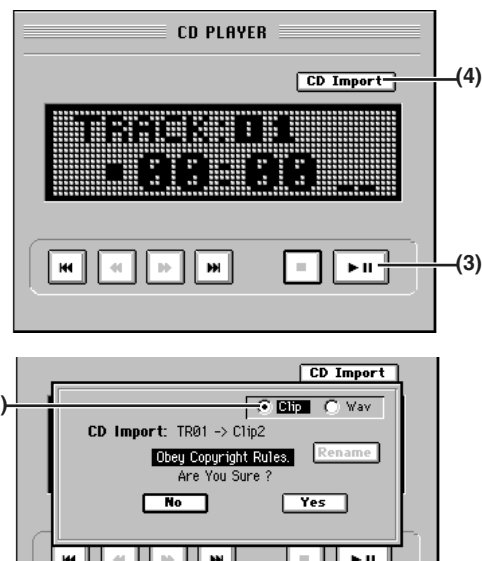 CD PLAYER
CD Import
(4)
TRACK:01
00:00
(3)
CD Import
)
Clip Wav
CD Import: TR01 -> Clip2
Obey Copyright Rules.
Rename
Are You Sure ?
No Yes